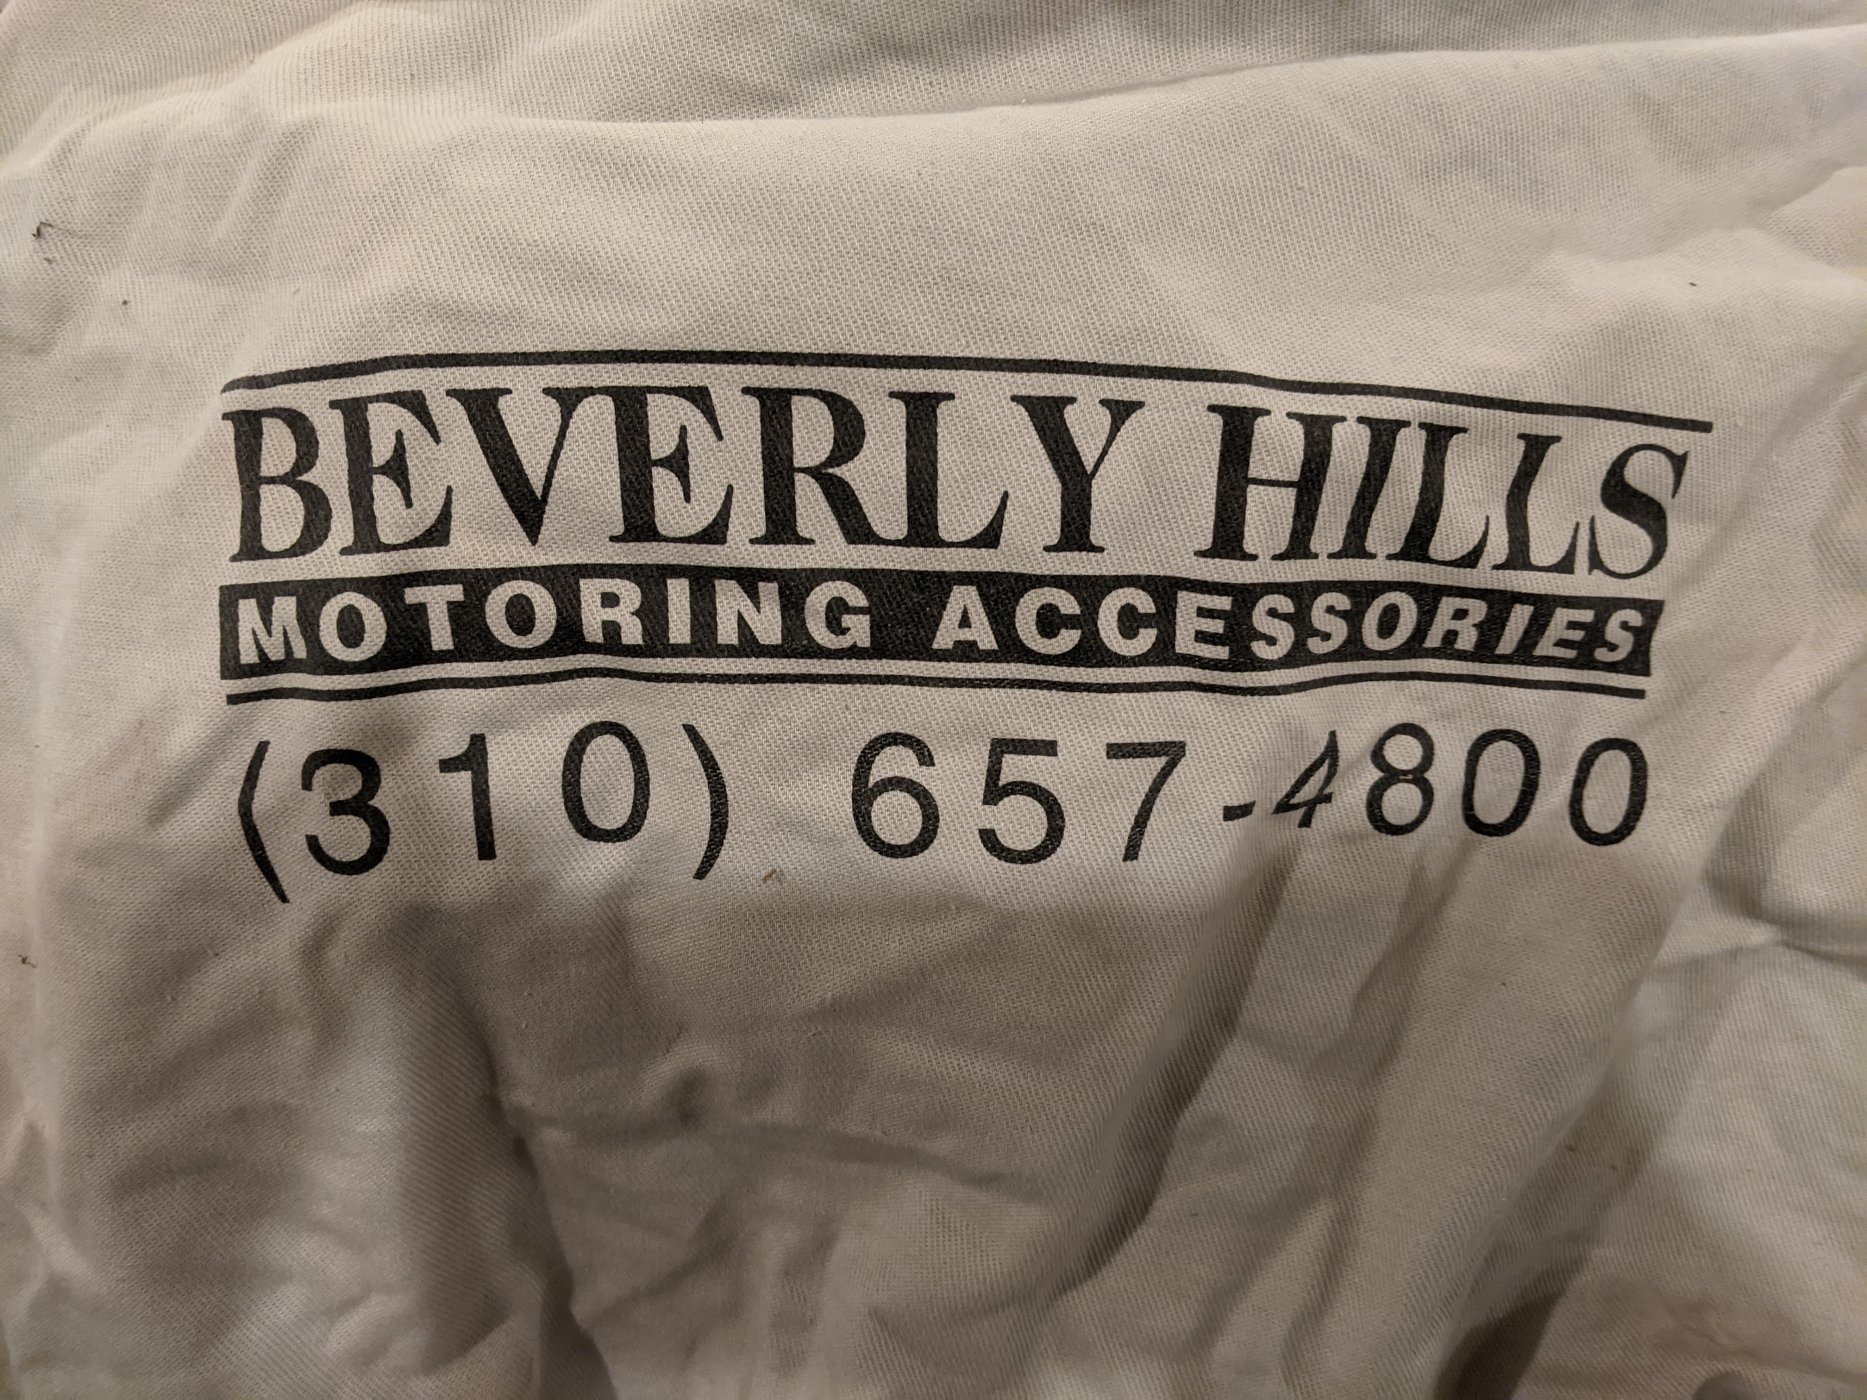 BEVERLY HILLS
MOTORING ACCESSORIES
(310) 657-4800